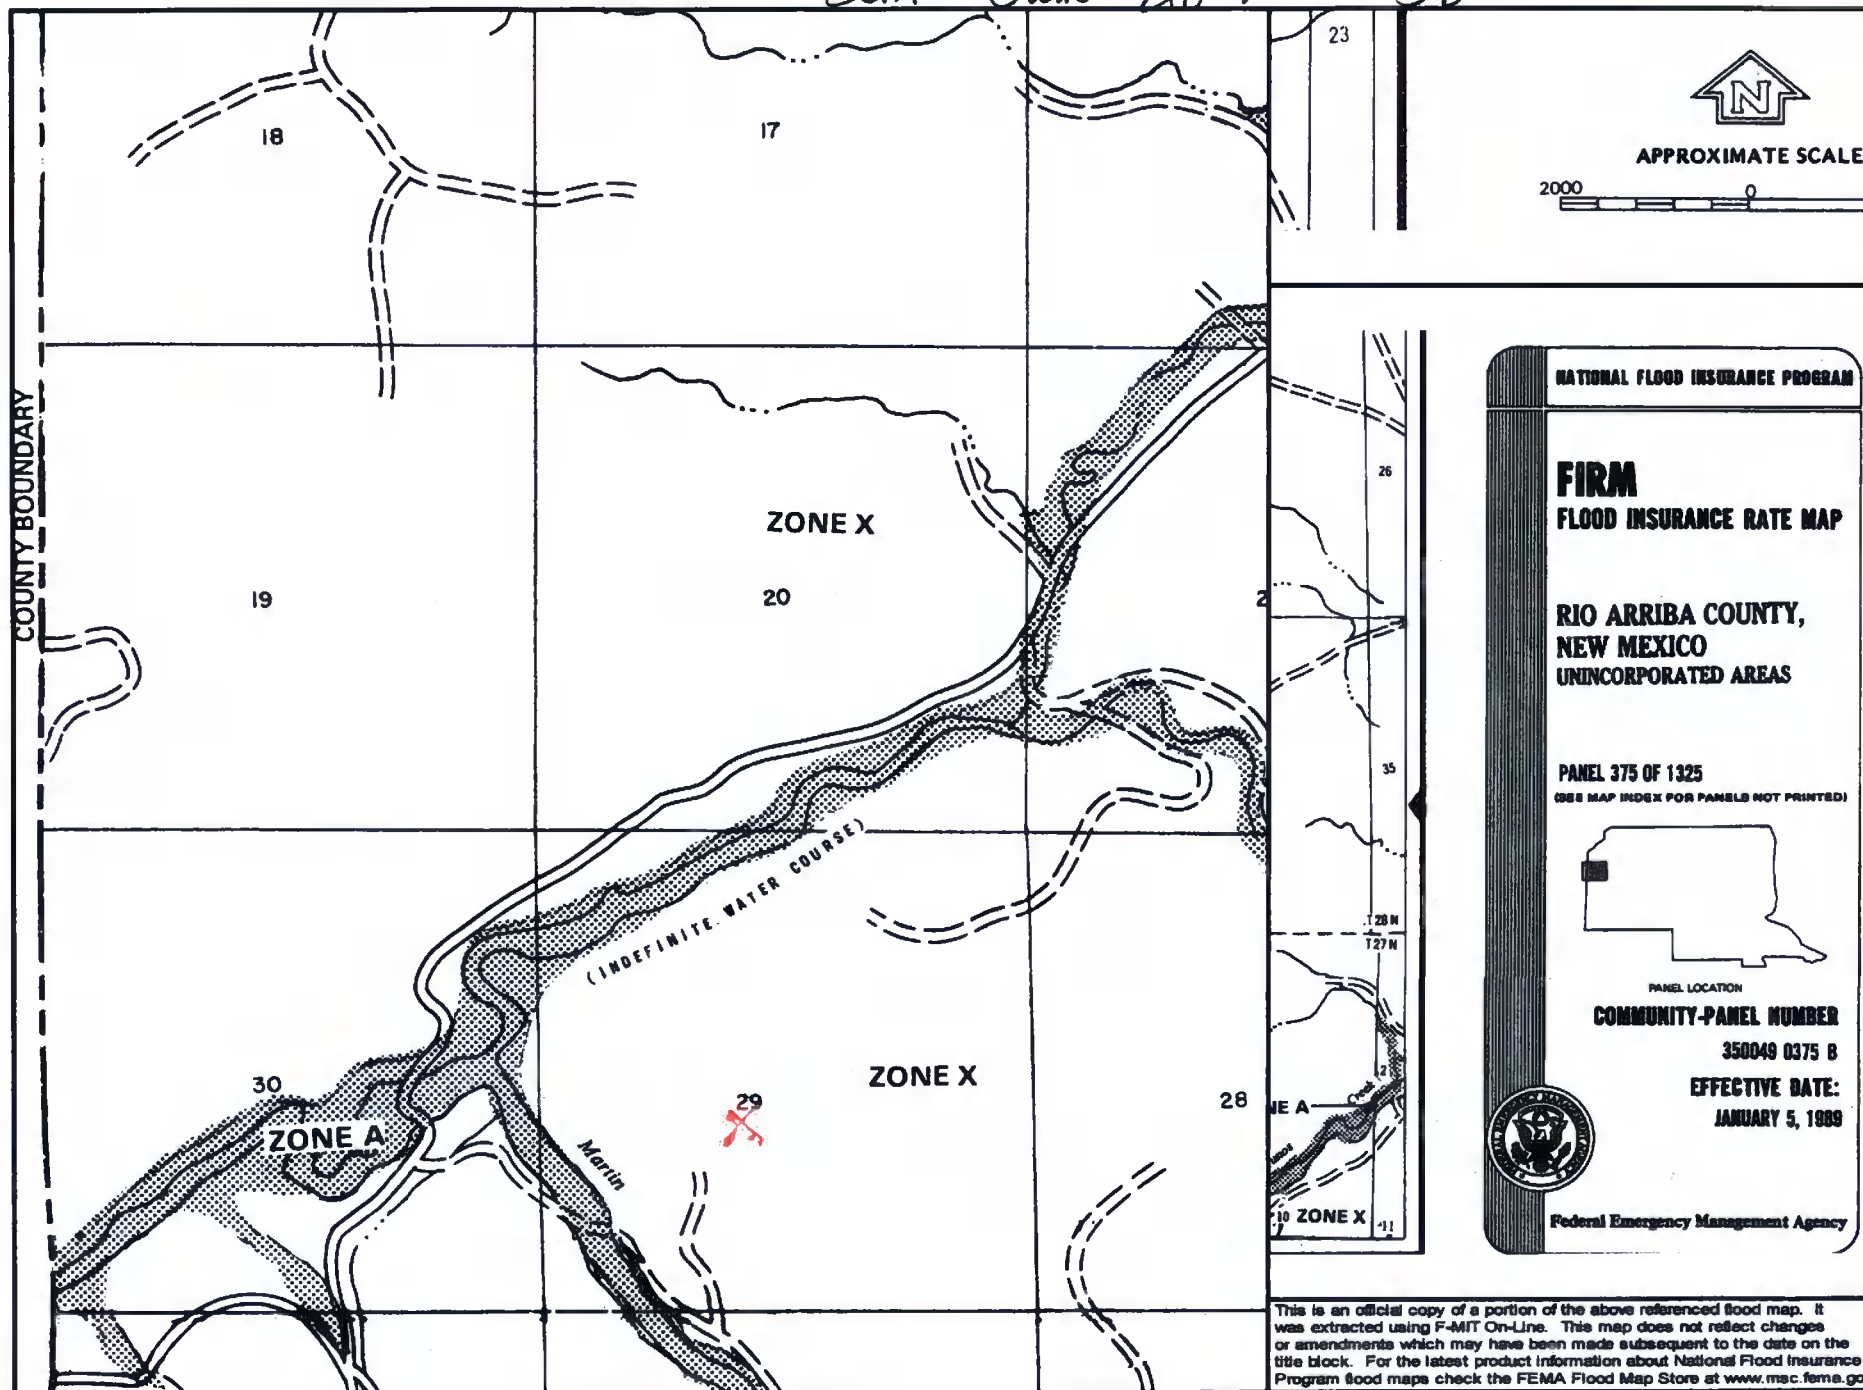 23
18
17
COUNTY BOUNDARY
ZONE X
19
20
(INDEFINITE WATER COURSE)
30
ZONE A
29
ZONE X
28
Martin
26
35
T28N
T27N
Creek
ZONE X
N
APPROXIMATE SCALE
2000 0
NATIONAL FLOOD INSURANCE PROGRAM
FIRM
FLOOD INSURANCE RATE MAP
RIO ARRIBA COUNTY,
NEW MEXICO
UNINCORPORATED AREAS
PANEL 375 OF 1325
(SEE MAP INDEX FOR PANELS NOT PRINTED)
PANEL LOCATION
COMMUNITY-PANEL NUMBER
350049 0375 B
EFFECTIVE DATE:
JANUARY 5, 1989
Federal Emergency Management Agency
This is an official copy of a portion of the above referenced flood map. It
was extracted using F-MIT On-Line. This map does not reflect changes
or amendments which may have been made subsequent to the date on the
title block. For the latest product information about National Flood Insurance
Program flood maps check the FEMA Flood Map Store at www.msc.fema.go